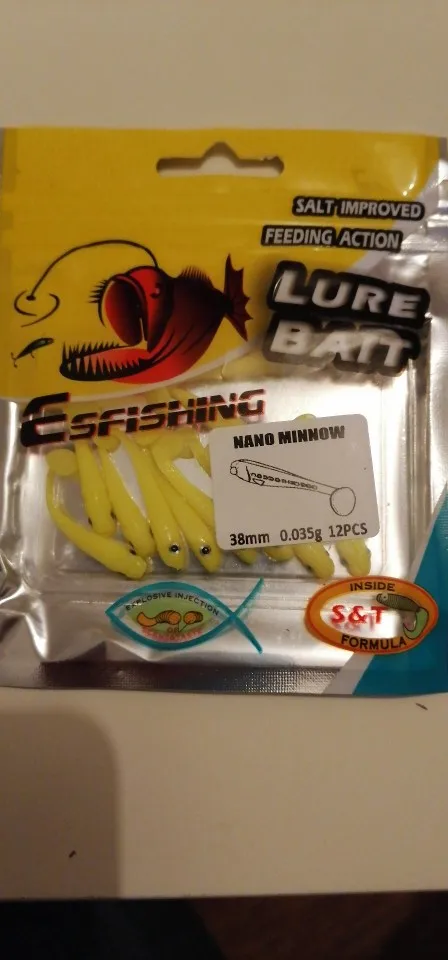 SALT IMPROVED
FEEDING ACTION
LURE
BAIT
ESFISHING
NANO MINNOW
38mm 0.035g 12PCS
EXPLOSIVE INJECTION
INSIDE
S&T
FORMULA